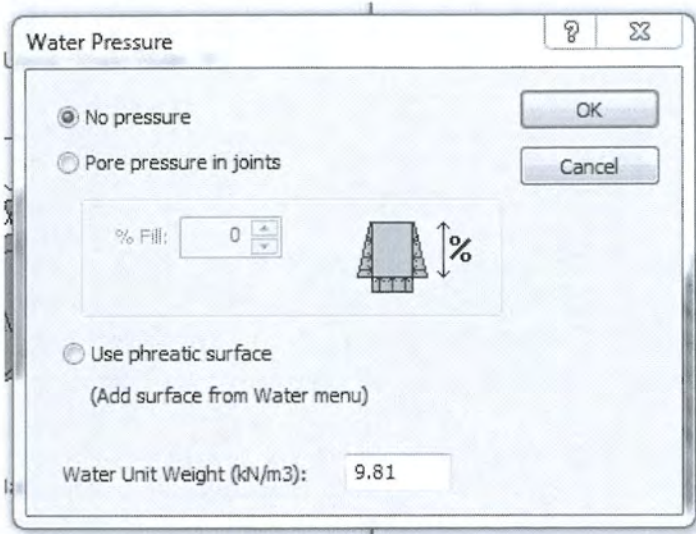 Water Pressure
No pressure
OK
Pore pressure in joints
Cancel
% Fill: 0
%
Use phreatic surface
(Add surface from Water menu)
Water Unit Weight (kN/m3): 9.81